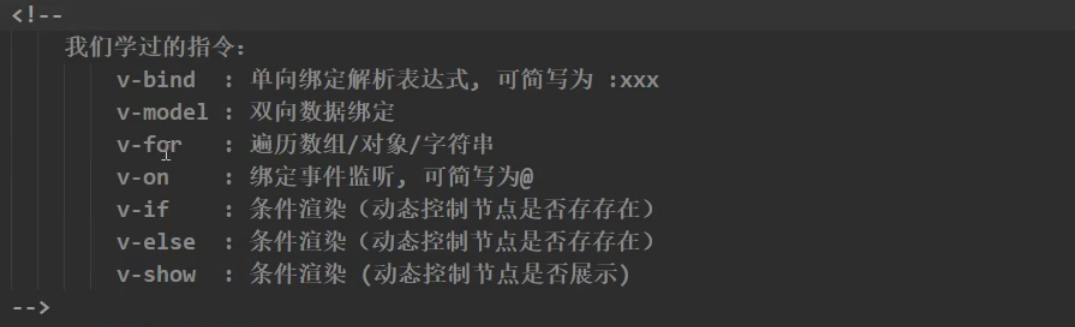 <!--
我们学过的指令:
v-bind : 单向绑定解析表达式, 可简写为 :xxx
v-model : 双向数据绑定
v-for : 遍历数组/对象/字符串
v-on : 绑定事件监听, 可简写为@
v-if : 条件渲染（动态控制节点是否存存在）
v-else : 条件渲染（动态控制节点是否存存在）
v-show : 条件渲染 (动态控制节点是否展示)
-->